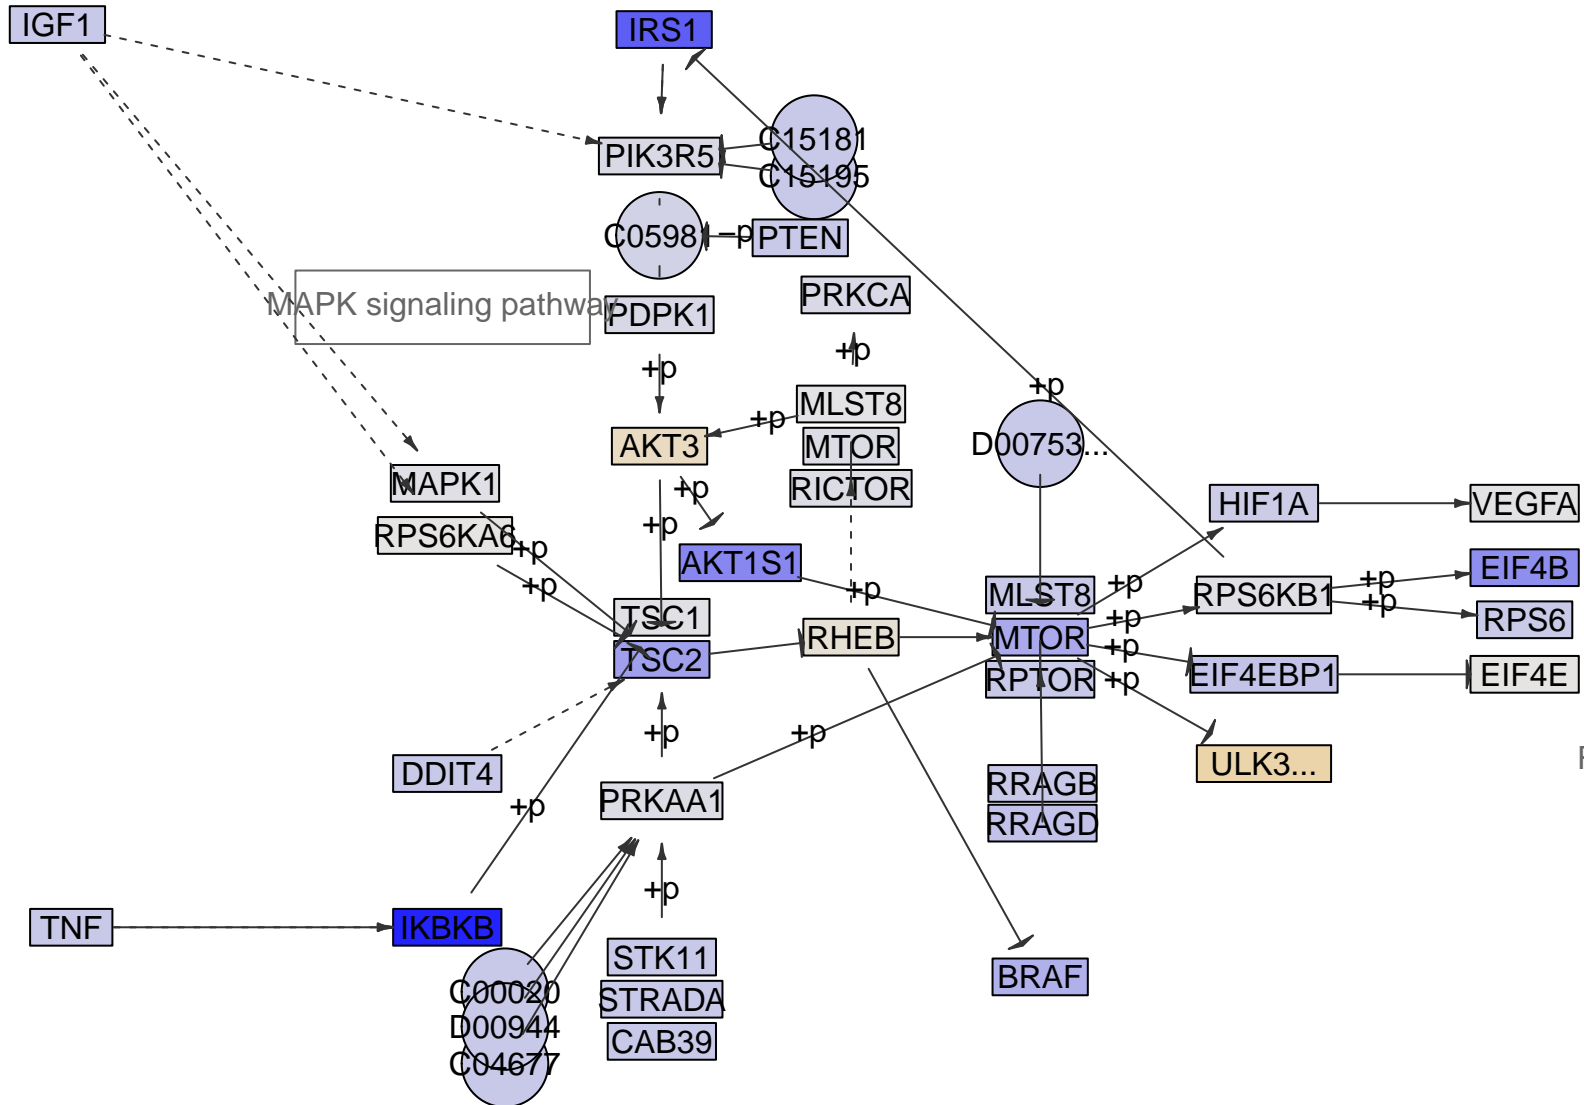 IGF1
IRS1
C15181
PIK3R5
C15195
C05981
-p
PTEN
PRKCA
MAPK signaling pathway
PDPK1
+p
+p
+p
MLST8
+p
AKT3
MTOR
D00753...
MAPK1
RICTOR
+p
HIF1A
VEGFA
+p
RPS6KA6
+p
AKT1S1
EIF4B
+p
+p
+p
+p
MLST8
RPS6KB1
+p
TSC1
RPS6
+p
RHEB
MTOR
+p
TSC2
RPTOR
+p
EIF4EBP1
EIF4E
+p
+p
ULK3...
DDIT4
RRAGB
PRKAA1
+p
RRAGD
+p
TNF
IKBKB
STK11
BRAF
C00020
STRADA
D00944
CAB39
C04677